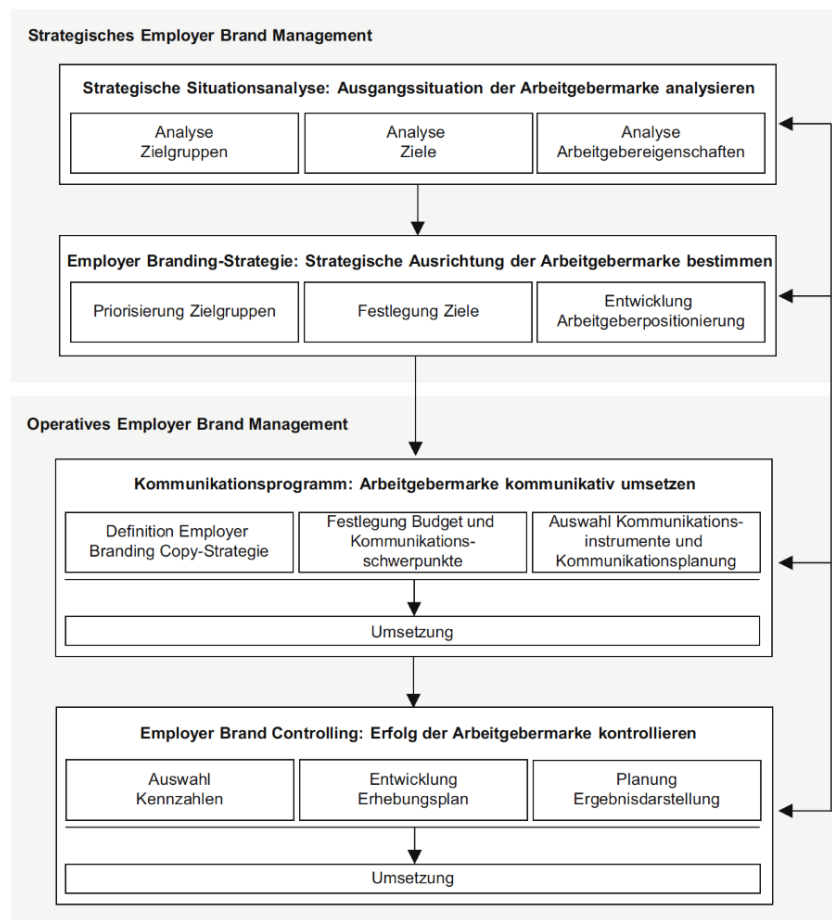 Strategisches Employer Brand Management
Strategische Situationsanalyse: Ausgangssituation der Arbeitgebermarke analysieren
Analyse
Zielgruppen
Analyse
Ziele
Analyse
Arbeitgebereigenschaften
Employer Branding-Strategie: Strategische Ausrichtung der Arbeitgebermarke bestimmen
Priorisierung Zielgruppen
Festlegung Ziele
Entwicklung
Arbeitgeberpositionierung
Operatives Employer Brand Management
Kommunikationsprogramm: Arbeitgebermarke kommunikativ umsetzen
Definition Employer
Branding Copy-Strategie
Festlegung Budget und
Kommunikations-
schwerpunkte
Auswahl Kommunikations-
instrumente und
Kommunikationsplanung
Umsetzung
Employer Brand Controlling: Erfolg der Arbeitgebermarke kontrollieren
Auswahl
Kennzahlen
Entwicklung
Erhebungsplan
Planung
Ergebnisdarstellung
Umsetzung